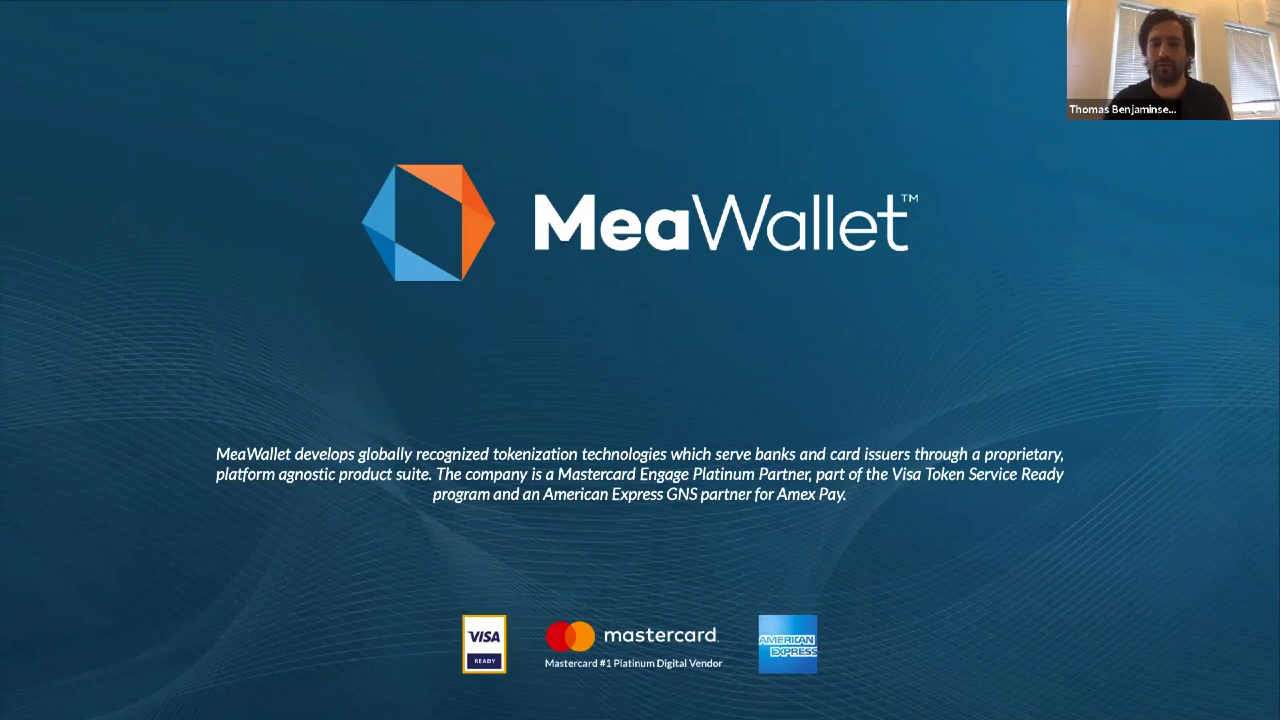 Thomas Benjaminse...
MeaWallet™
MeaWallet develops globally recognized tokenization technologies which serve banks and card issuers through a proprietary,
platform agnostic product suite. The company is a Mastercard Engage Platinum Partner, part of the Visa Token Service Ready
program and an American Express GNS partner for Amex Pay.
VISA
READY
mastercard.
Mastercard #1 Platinum Digital Vendor
AMERICAN
EXPRESS